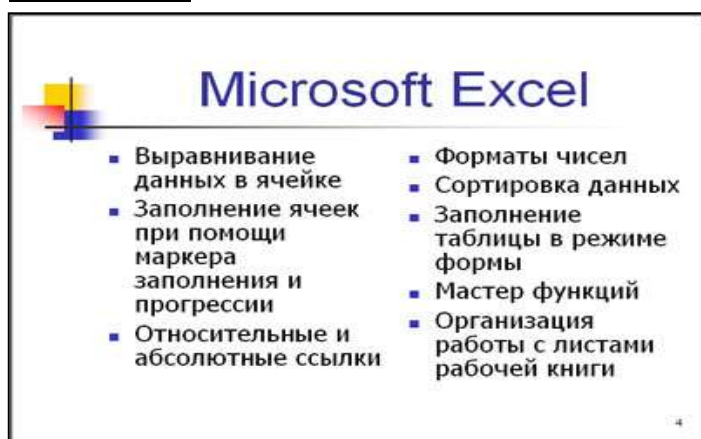 Microsoft Excel
Выравнивание
данных в ячейке
Заполнение ячеек
при помощи
маркера
заполнения и
прогрессии
Относительные и
абсолютные ссылки
Форматы чисел
Сортировка данных
Заполнение
таблицы в режиме
формы
Мастер функций
Организация
работы с листами
рабочей книги
4